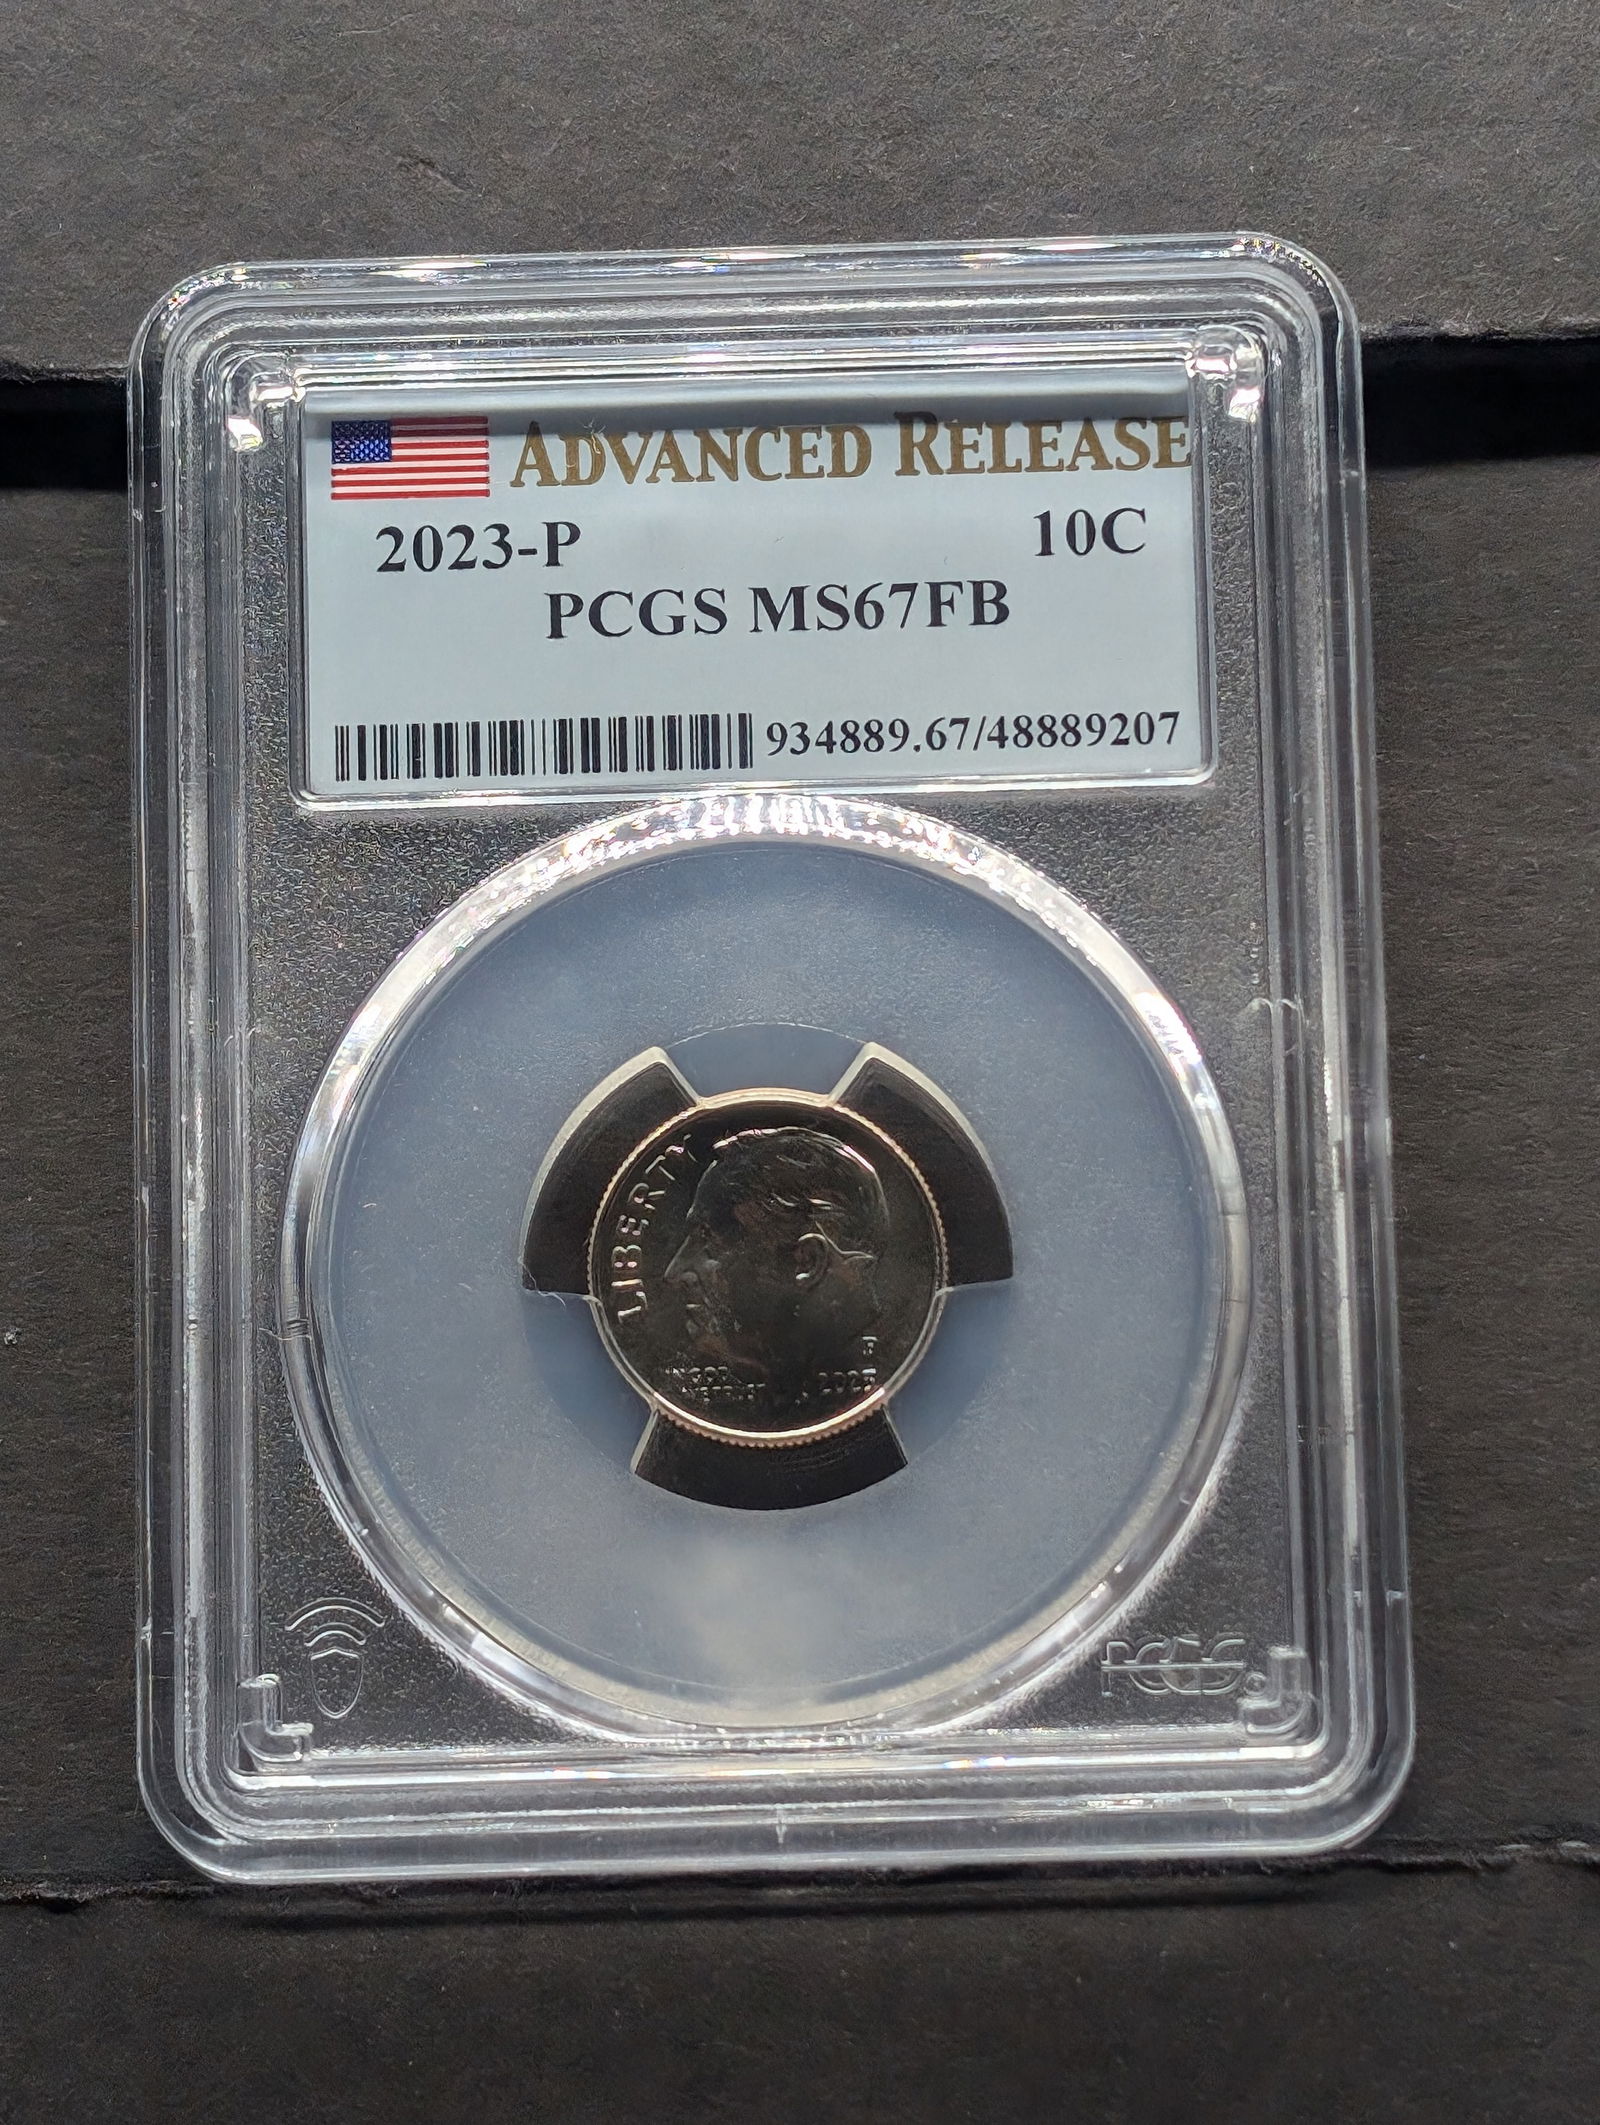 ADVANCED RELEASE
2023-P 10C
PCGS MS67FB
934889.67/48889207
LIBERTY
P
IN GOD
WE TRUST 2023
PCGS